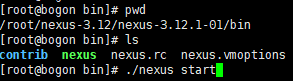 [root@bogon bin]# pwd
/root/nexus-3.12/nexus-3.12.1-01/bin
[root@bogon bin]# ls
contrib  nexus  nexus.rc  nexus.vmoptions
[root@bogon bin]# ./nexus start